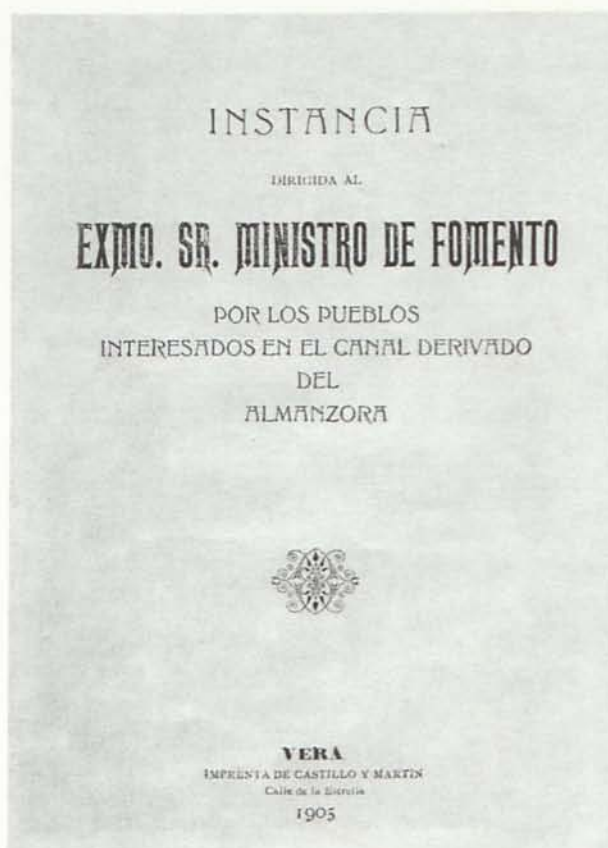 INSTANCIA
DIRIGIDA AL
EXMO. SR. MINISTRO DE FOMENTO
POR LOS PUEBLOS
INTERESADOS EN EL CANAL DERIVADO
DEL
ALMANZORA
VERA
IMPRENTA DE CASTILLO Y MARTÍN
Calle de la Estrella
1905